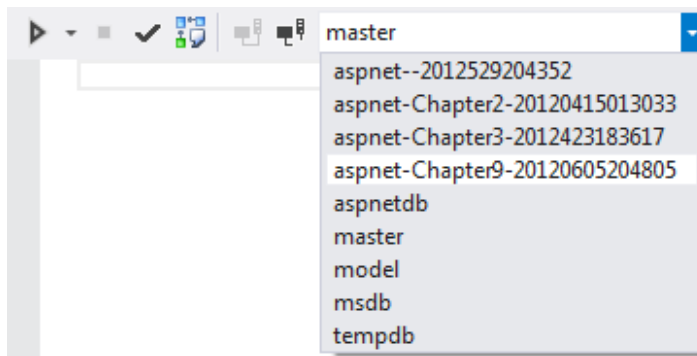 master
aspnet--2012529204352
aspnet-Chapter2-20120415013033
aspnet-Chapter3-2012423183617
aspnet-Chapter9-20120605204805
aspnetdb
master
model
msdb
tempdb